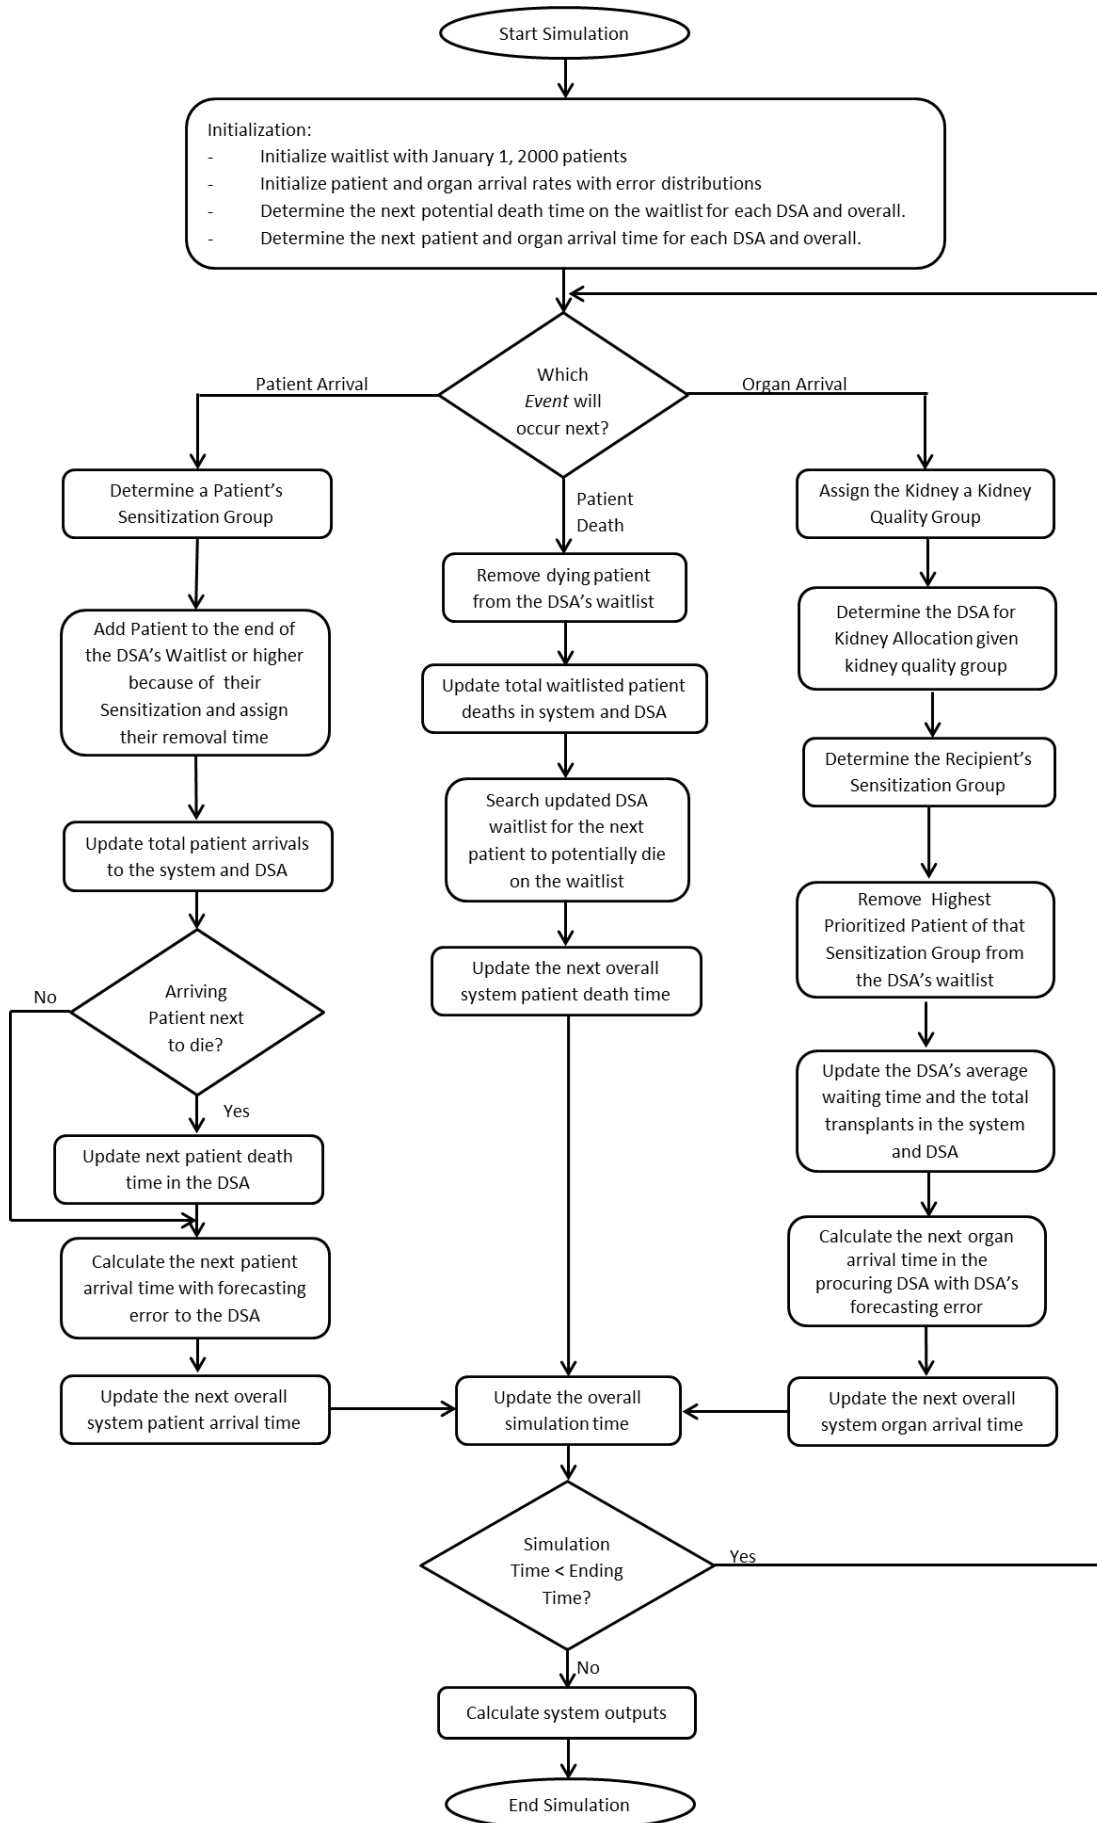 Start Simulation
Initialization:
- Initialize waitlist with January 1, 2000 patients
- Initialize patient and organ arrival rates with error distributions
- Determine the next potential death time on the waitlist for each DSA and overall.
- Determine the next patient and organ arrival time for each DSA and overall.
Which
Event will
occur next?
Patient Arrival
Organ Arrival
Patient
Death
Determine a Patient's
Sensitization Group
Add Patient to the end of
the DSA's Waitlist or higher
because of their
Sensitization and assign
their removal time
Update total patient arrivals
to the system and DSA
Arriving
Patient next
to die?
No
Yes
Update next patient death
time in the DSA
Calculate the next patient
arrival time with forecasting
error to the DSA
Update the next overall
system patient arrival time
Remove dying patient
from the DSA's waitlist
Update total waitlisted patient
deaths in system and DSA
Search updated DSA
waitlist for the next
patient to potentially die
on the waitlist
Update the next overall
system patient death time
Assign the Kidney a Kidney
Quality Group
Determine the DSA for
Kidney Allocation given
kidney quality group
Determine the Recipient's
Sensitization Group
Remove Highest
Prioritized Patient of that
Sensitization Group from
the DSA's waitlist
Update the DSA's average
waiting time and the total
transplants in the system
and DSA
Calculate the next organ
arrival time in the
procuring DSA with DSA's
forecasting error
Update the next overall
system organ arrival time
Update the overall
simulation time
Simulation
Time < Ending
Time?
Yes
No
Calculate system outputs
End Simulation